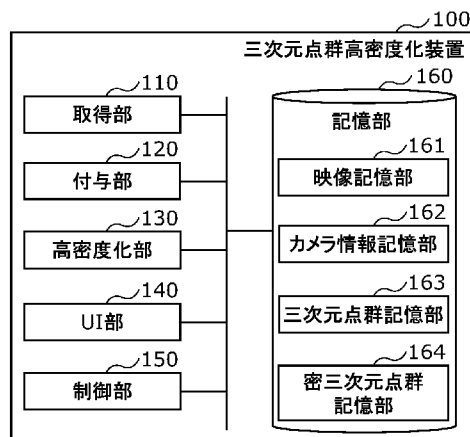 100
三次元点群高密度化装置
110
取得部
120
付与部
130
高密度化部
140
UI部
150
制御部
160
記憶部
161
映像記憶部
162
カメラ情報記憶部
163
三次元点群記憶部
164
密三次元点群
記憶部